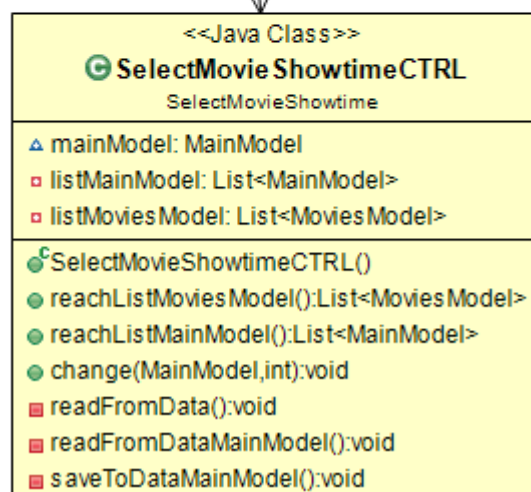 <<Java Class>>
C SelectMovieShowtimeCTRL
SelectMovieShowtime
mainModel: MainModel
listMainModel: List<MainModel>
listMoviesModel: List<MoviesModel>
C SelectMovieShowtimeCTRL()
reachListMoviesModel():List<MoviesModel>
reachListMainModel():List<MainModel>
change(MainModel,int):void
readFromData():void
readFromDataMainModel():void
saveToDataMainModel():void